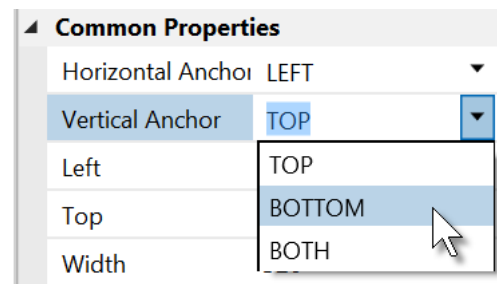 Common Properties
Horizontal Anchor LEFT
Vertical Anchor TOP
Left TOP
Top BOTTOM
Width BOTH